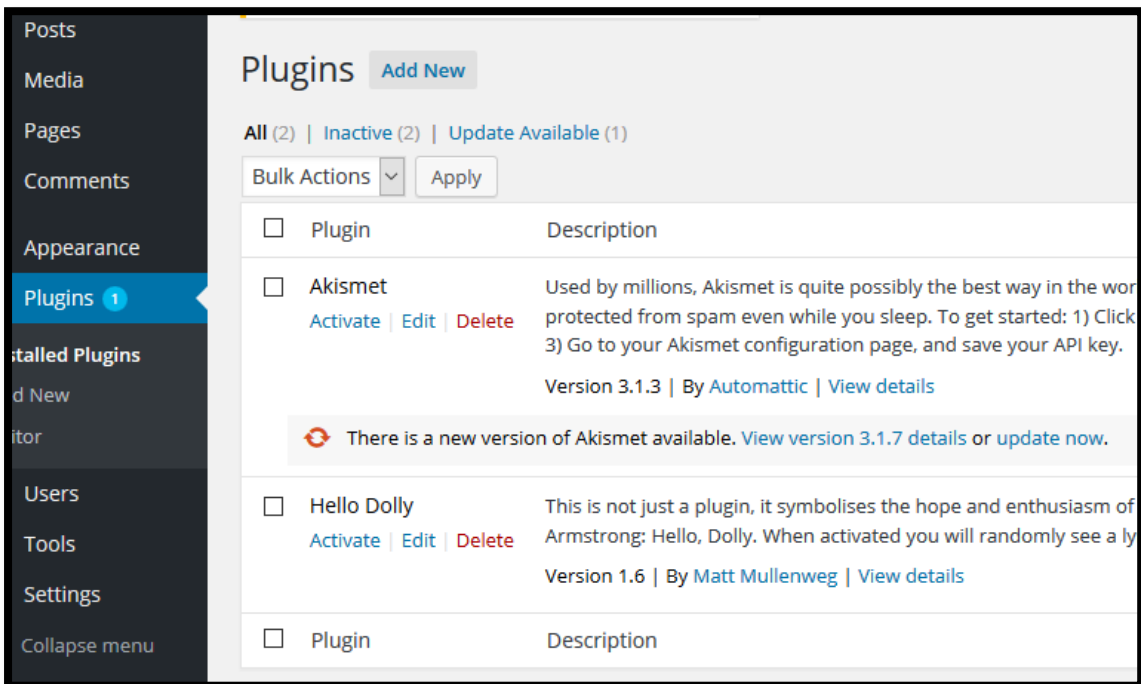 Posts
Media
Pages
Comments
Appearance
Plugins 1
stalled Plugins
d New
itor
Users
Tools
Settings
Collapse menu
Plugins Add New
All (2) | Inactive (2) | Update Available (1)
Bulk Actions Apply
Plugin Description
Akismet
Activate | Edit | Delete
Used by millions, Akismet is quite possibly the best way in the wor
protected from spam even while you sleep. To get started: 1) Click
3) Go to your Akismet configuration page, and save your API key.
Version 3.1.3 | By Automattic | View details
There is a new version of Akismet available. View version 3.1.7 details or update now.
Hello Dolly
Activate | Edit | Delete
This is not just a plugin, it symbolises the hope and enthusiasm of
Armstrong: Hello, Dolly. When activated you will randomly see a ly
Version 1.6 | By Matt Mullenweg | View details
Plugin Description